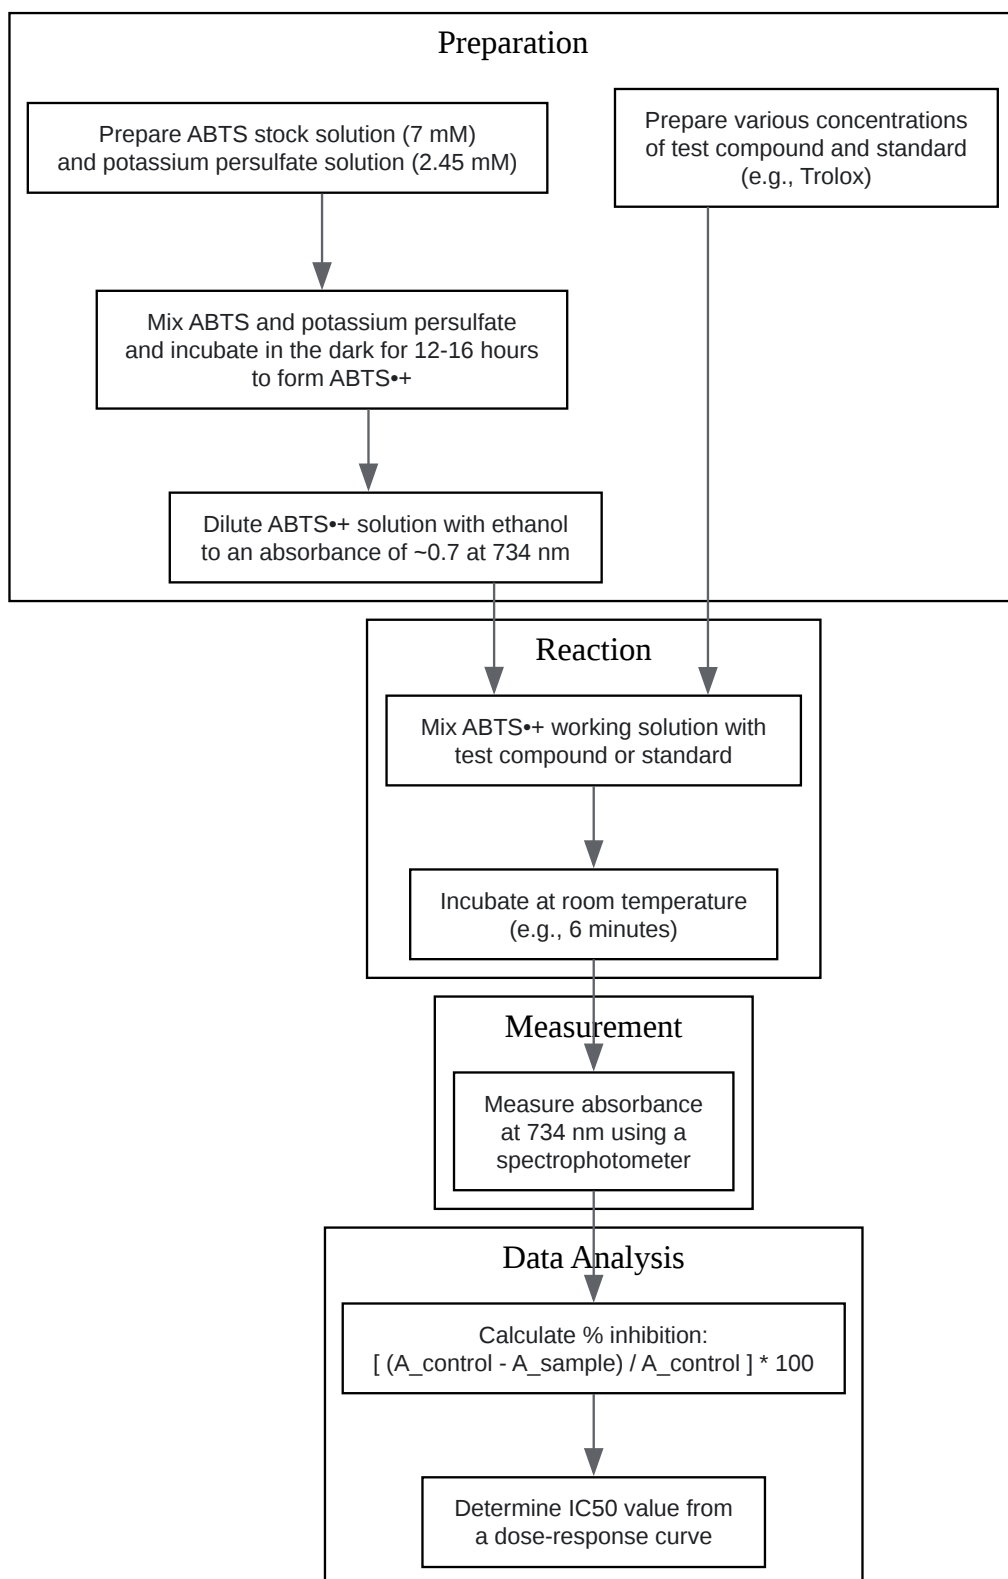 Preparation
Prepare ABTS stock solution (7 mM)
and potassium persulfate solution (2.45 mM)
Prepare various concentrations
of test compound and standard
(e.g., Trolox)
Mix ABTS and potassium persulfate
and incubate in the dark for 12-16 hours
to form ABTS•+
Dilute ABTS•+ solution with ethanol
to an absorbance of ~0.7 at 734 nm
Reaction
Mix ABTS•+ working solution with
test compound or standard
Incubate at room temperature
(e.g., 6 minutes)
Measurement
Measure absorbance
at 734 nm using a
spectrophotometer
Data Analysis
Calculate % inhibition:
[ (A_control - A_sample) / A_control ] * 100
Determine IC50 value from
a dose-response curve